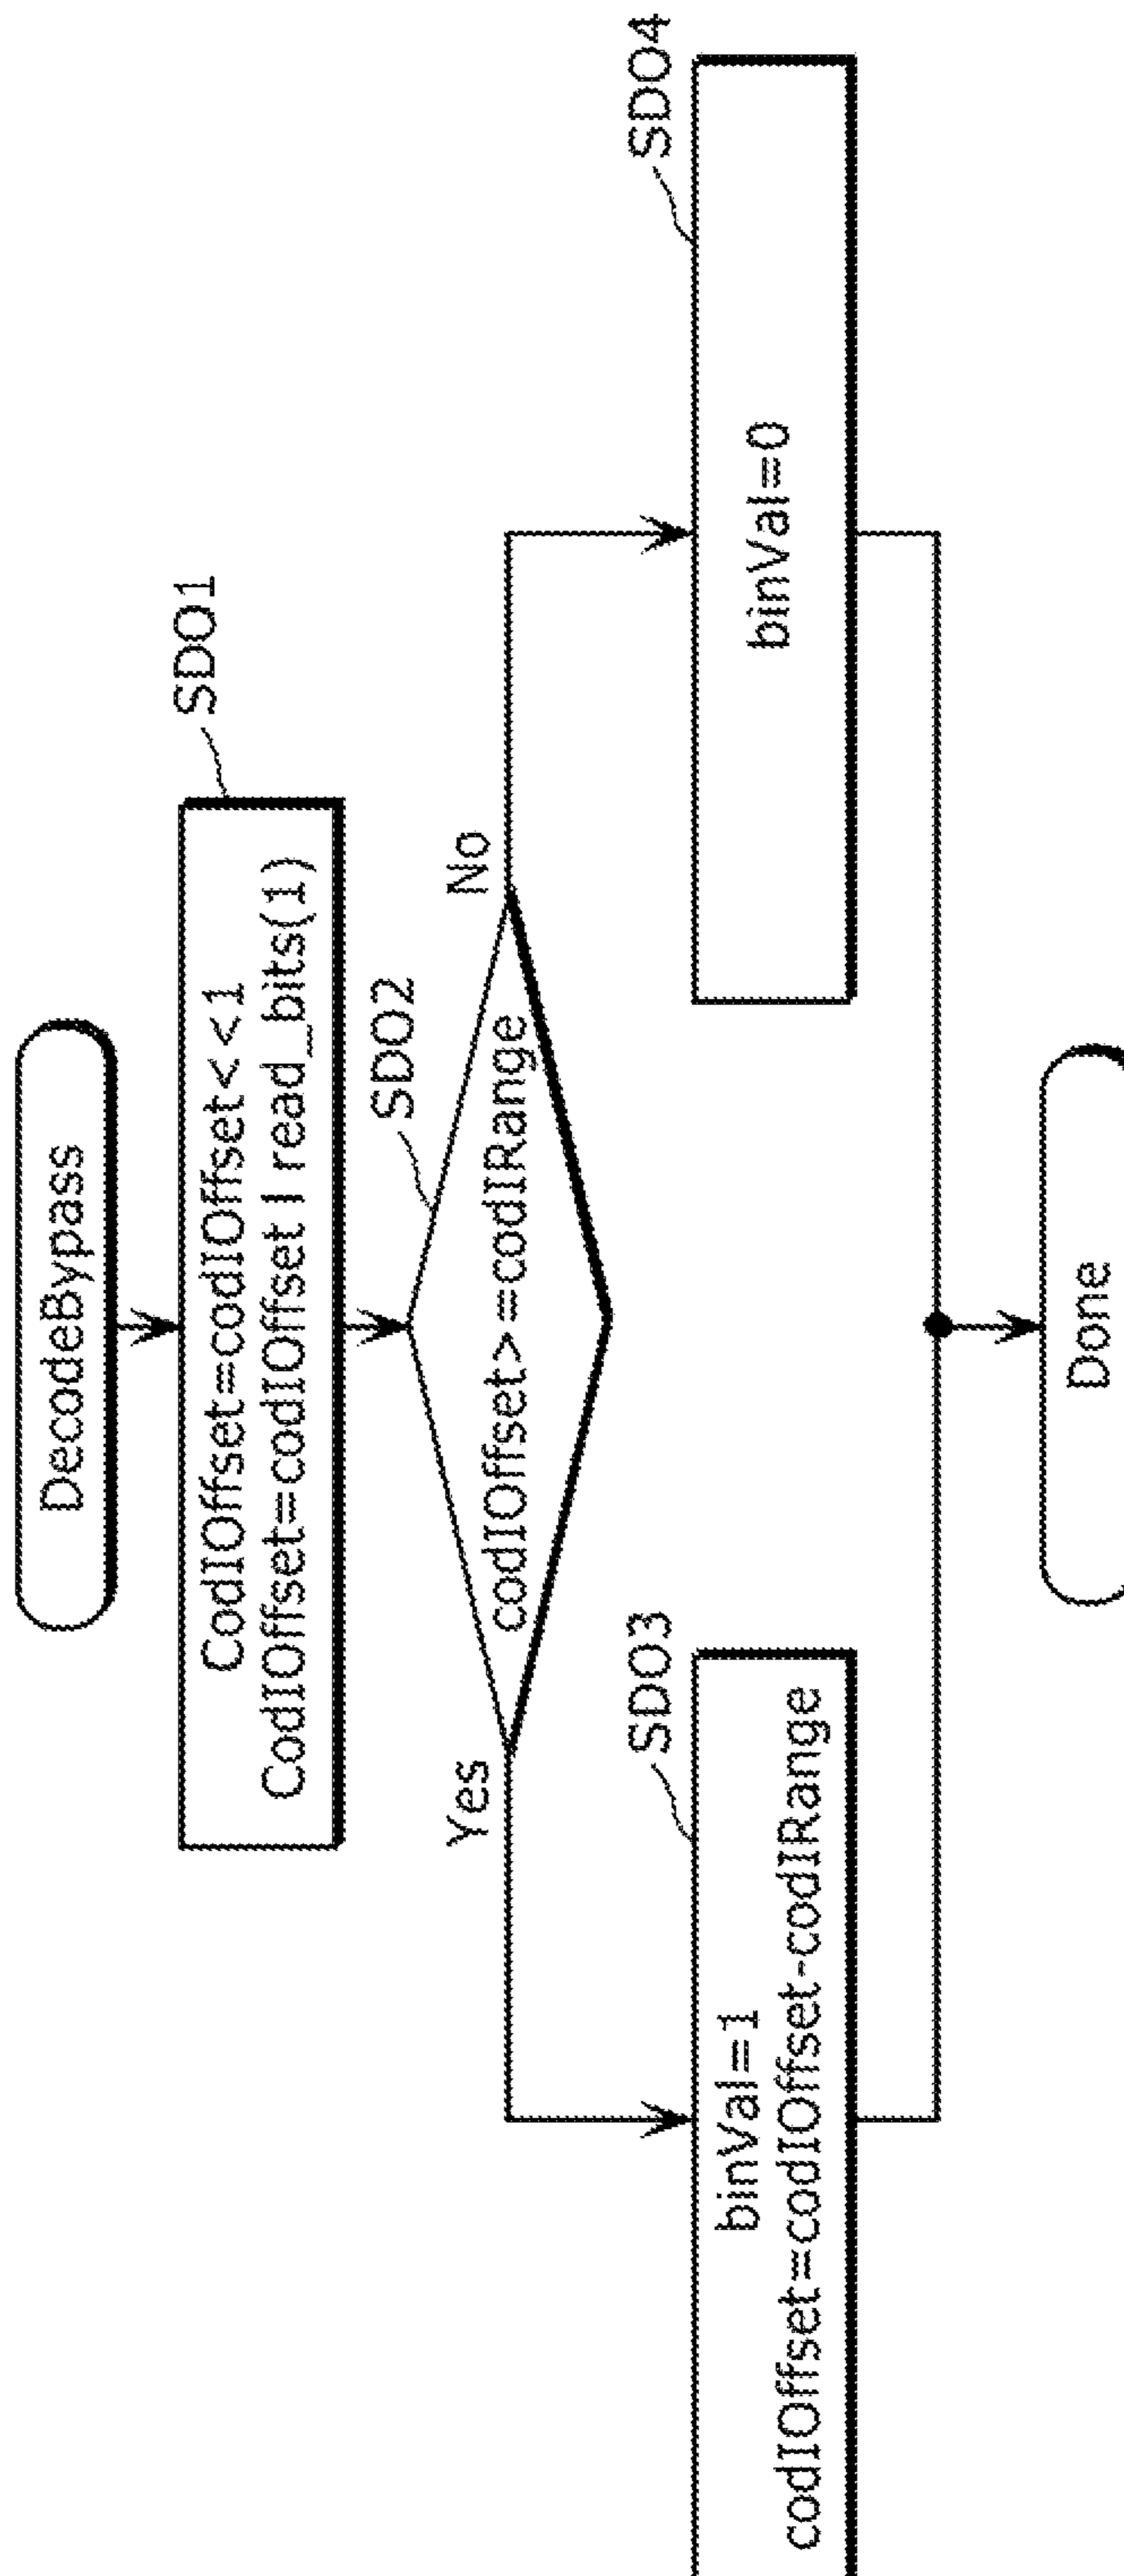 DecodeBypass
SD01
CodIOffset=codIOffset<<1
CodIOffset=codIOffset | read_bits(1)
SD02
codIOffset>=codIRange
Yes
No
SD03
binVal=1
codIOffset=codIOffset-codIRange
SD04
binVal=0
Done